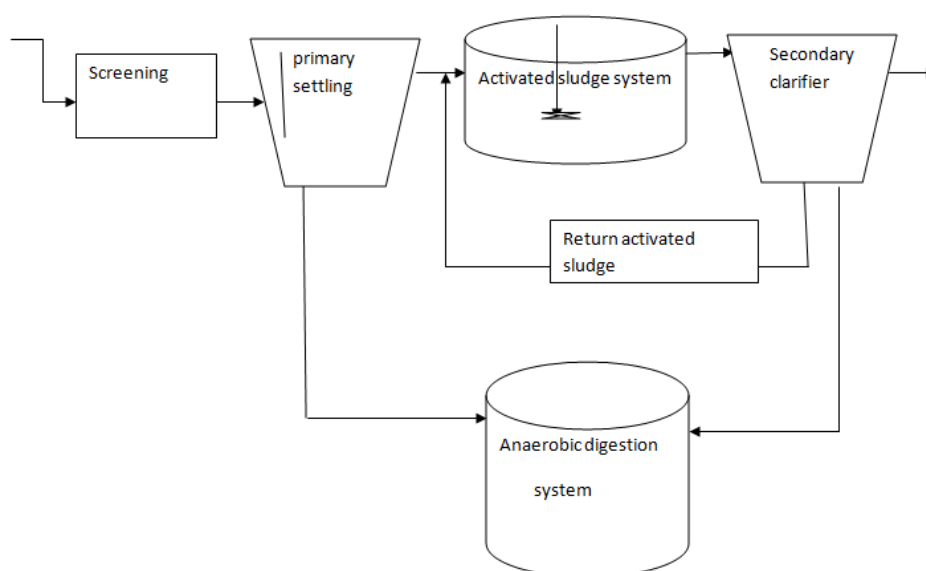 Screening
primary
settling
Activated sludge system
Secondary
clarifier
Return activated
sludge
Anaerobic digestion
system